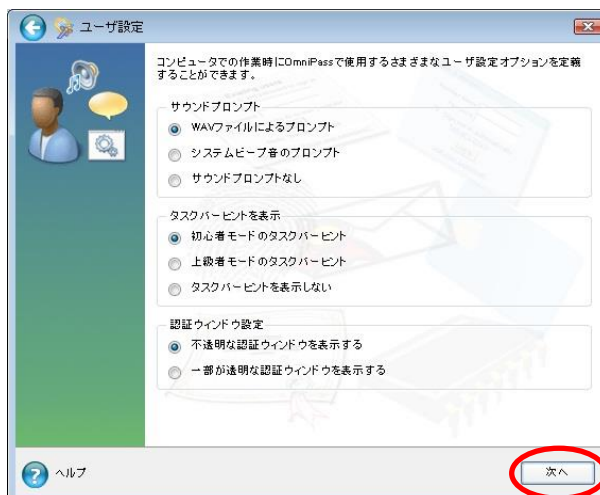 ユーザ設定
コンピュータでの作業時にOmniPassで使用するさまざまなユーザ設定オプションを定義
することができます。
サウンドプロンプト
WAVファイルによるプロンプト
システムビープ音のプロンプト
サウンドプロンプトなし
タスクバーヒントを表示
初心者モードのタスクバーヒント
上級者モードのタスクバーヒント
タスクバーヒントを表示しない
認証ウィンドウ設定
不透明な認証ウィンドウを表示する
一部が透明な認証ウィンドウを表示する
ヘルプ
次へ